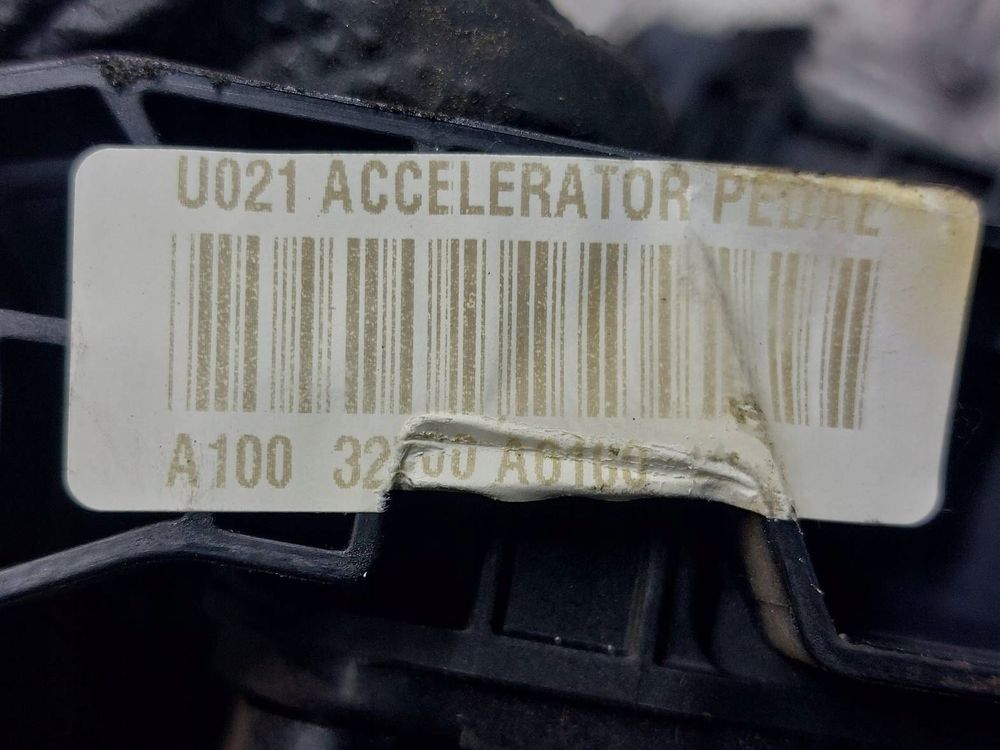 U021 ACCELERATOR PEDAL
A100